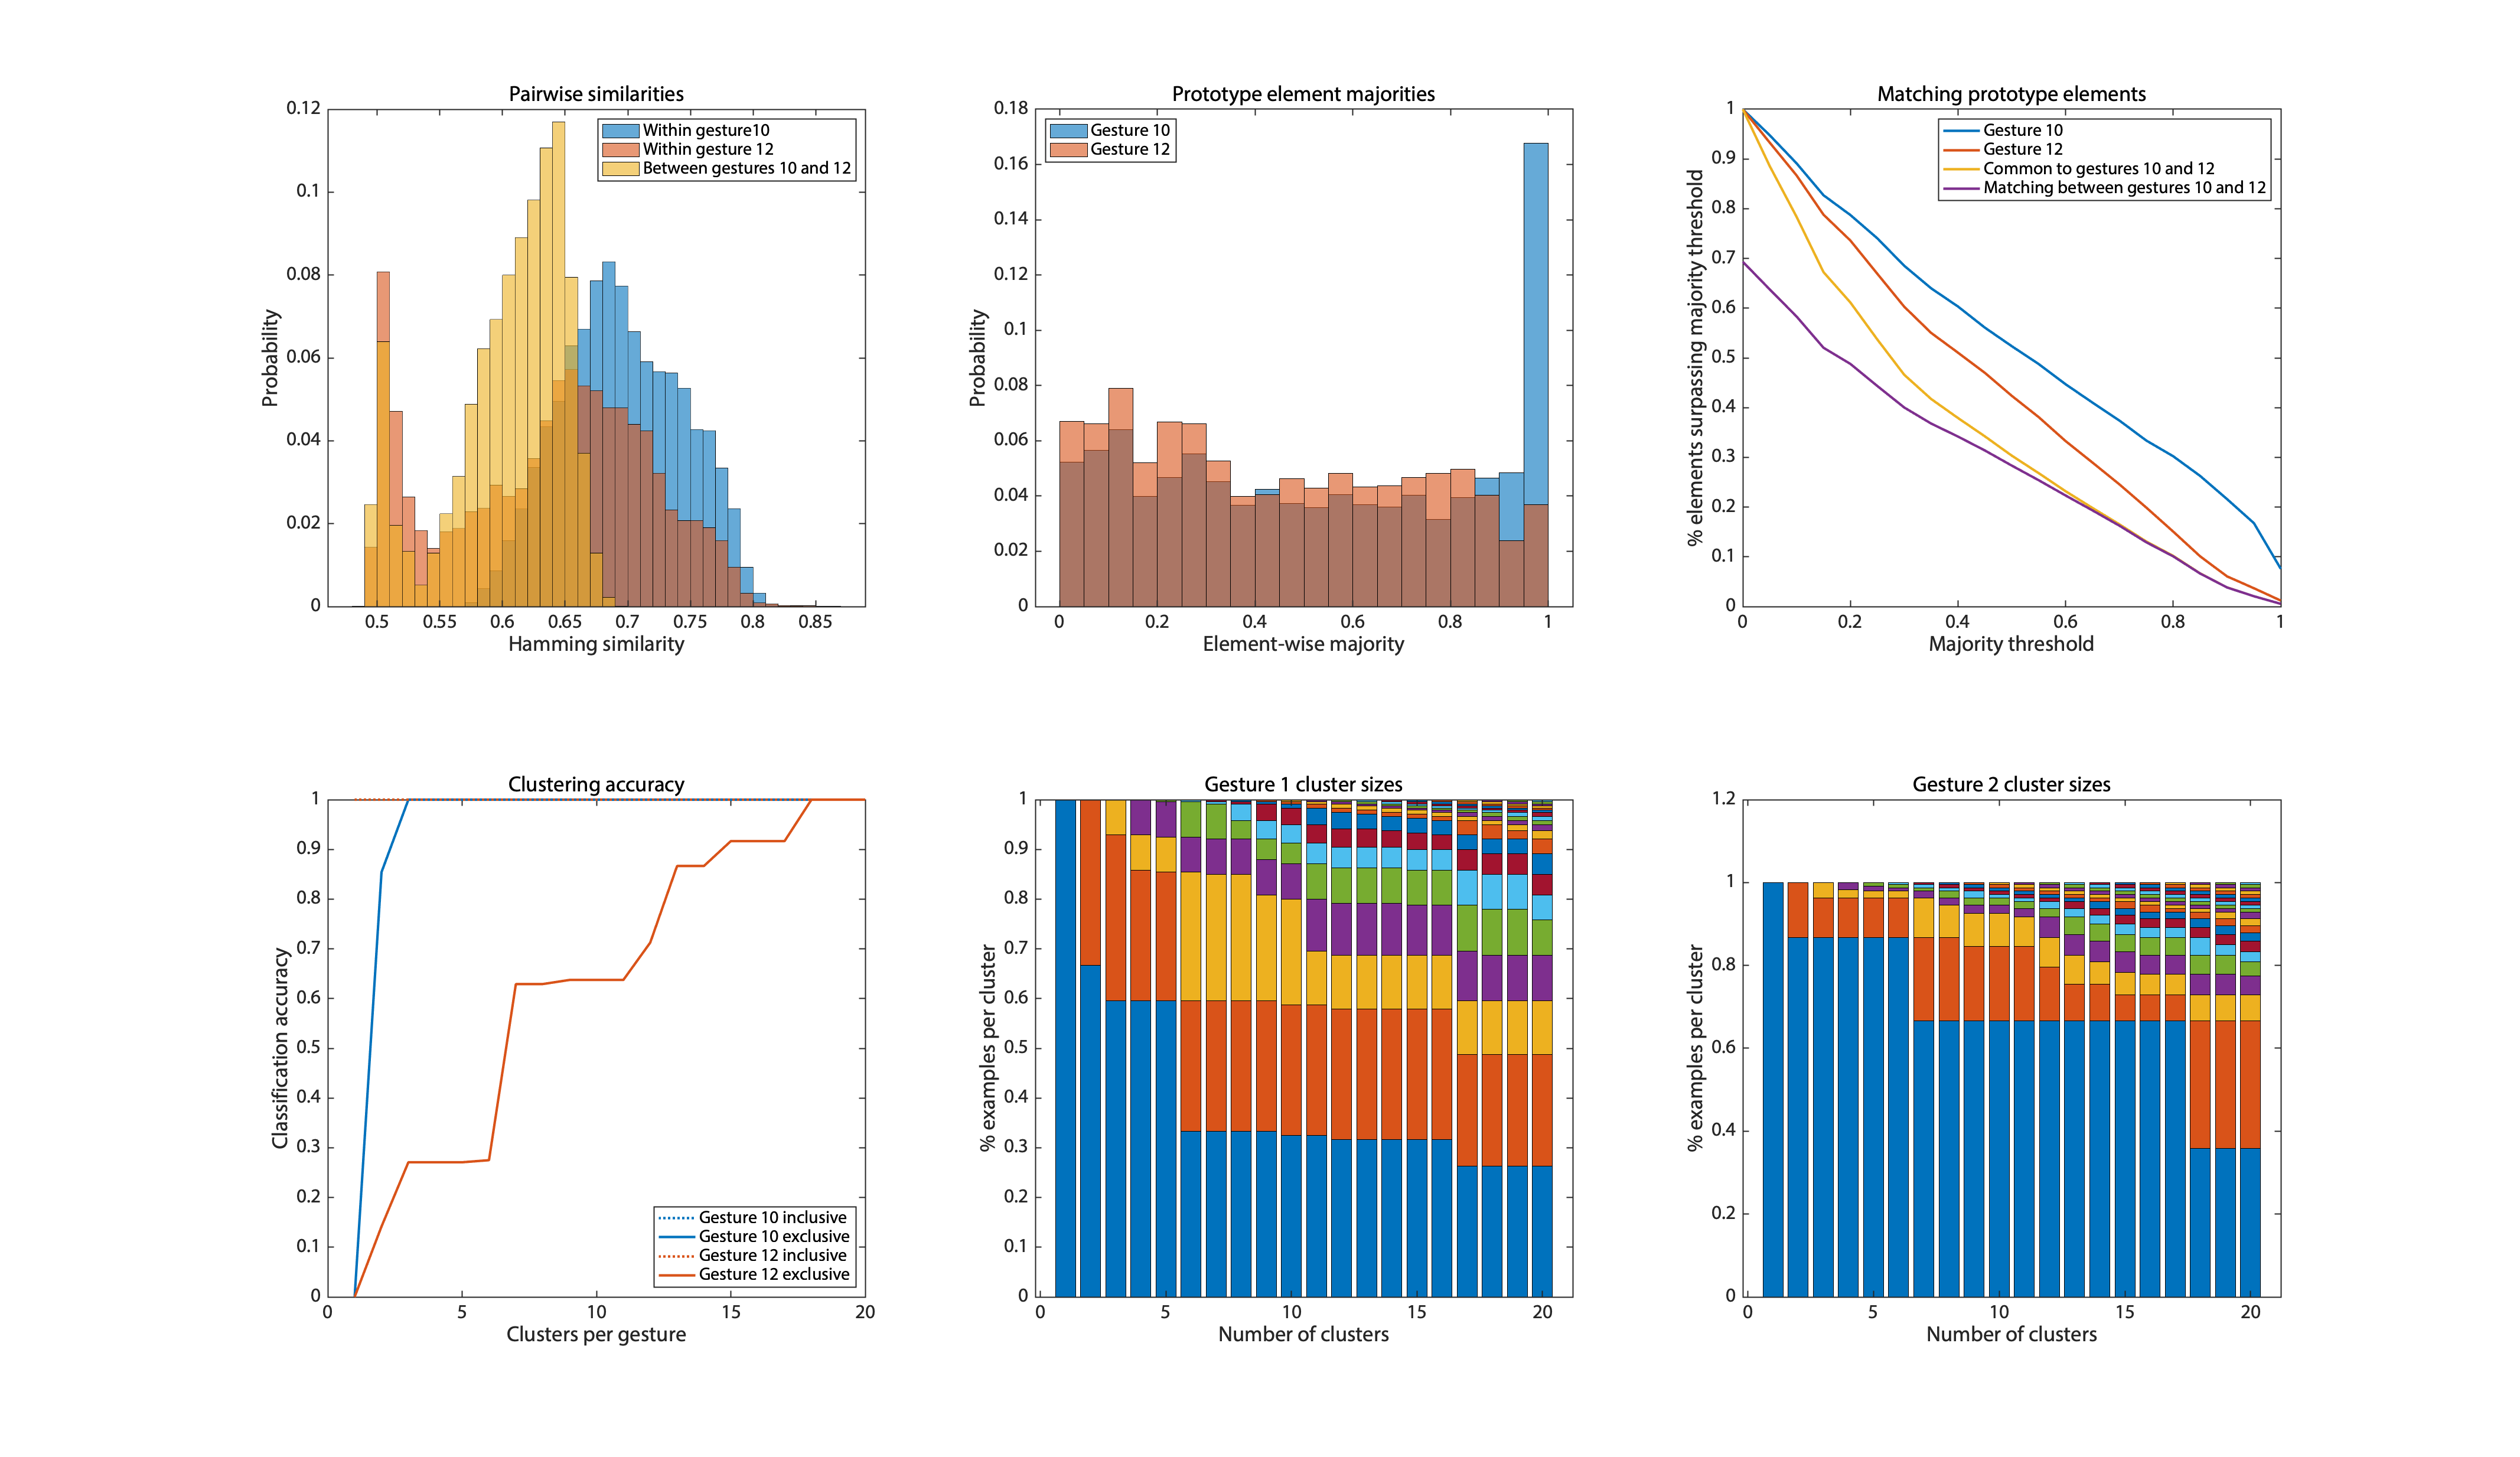 Pairwise similarities
0.12
0.1
0.08
0.06
0.04
0.02
0
Probability
Within gesture10
Within gesture 12
Between gestures 10 and 12
0.5 0.55 0.6 0.65 0.7 0.75 0.8 0.85
Hamming similarity
Prototype element majorities
0.18
0.16
0.14
0.12
0.1
0.08
0.06
0.04
0.02
0
Probability
Gesture 10
Gesture 12
0 0.2 0.4 0.6 0.8 1
Element-wise majority
Matching prototype elements
1
0.9
0.8
0.7
0.6
0.5
0.4
0.3
0.2
0.1
0
% elements surpassing majority threshold
Gesture 10
Gesture 12
Common to gestures 10 and 12
Matching between gestures 10 and 12
0 0.2 0.4 0.6 0.8 1
Majority threshold
Clustering accuracy
1
0.9
0.8
0.7
0.6
0.5
0.4
0.3
0.2
0.1
0
Classification accuracy
Gesture 10 inclusive
Gesture 10 exclusive
Gesture 12 inclusive
Gesture 12 exclusive
0 5 10 15 20
Clusters per gesture
Gesture 1 cluster sizes
1
0.9
0.8
0.7
0.6
0.5
0.4
0.3
0.2
0.1
0
% examples per cluster
0 5 10 15 20
Number of clusters
Gesture 2 cluster sizes
1.2
1
0.8
0.6
0.4
0.2
0
% examples per cluster
0 5 10 15 20
Number of clusters